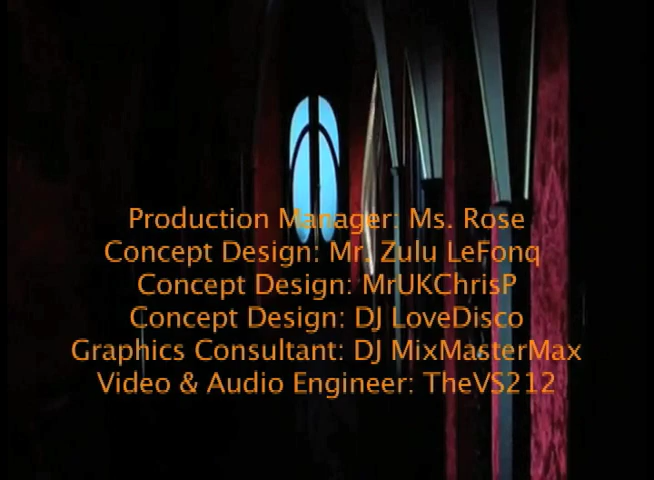 Production Manager: Ms. Rose
Concept Design: Mr. Zulu LeFonq
Concept Design: MrUKChrisP
Concept Design: DJ LoveDisco
Graphics Consultant: DJ MixMasterMax
Video & Audio Engineer: TheVS212